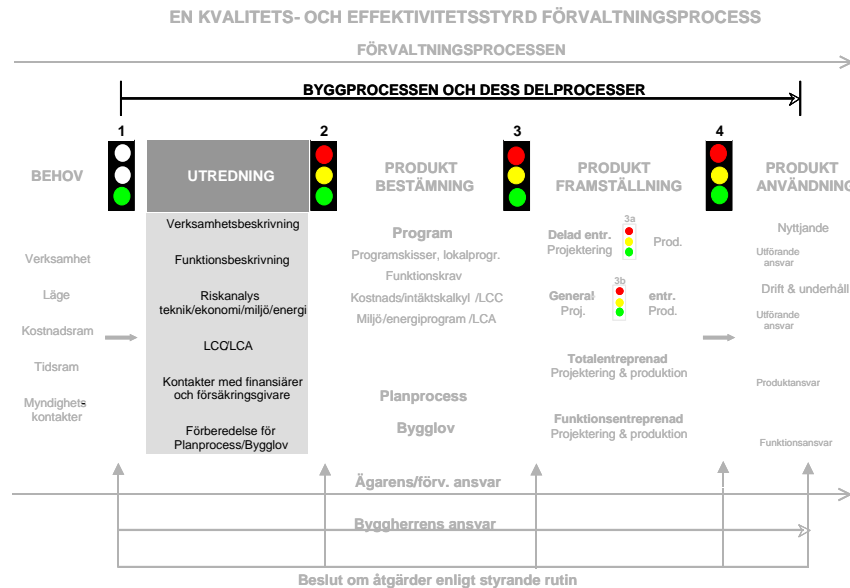 EN KVALITETS- OCH EFFEKTIVITETSSTYRD FÖRVALTNINGSPROCESS
FÖRVALTNINGSPROCESSEN
BYGGPROCESSEN OCH DESS DELPROCESSER
1
2
3
4
BEHOV
UTREDNING
PRODUKT
BESTÄMNING
PRODUKT
FRAMSTÄLLNING
PRODUKT
ANVÄNDNING
Verksamhet
Läge
Kostnadsram
Tidsram
Myndighets
kontakter
Verksamhetsbeskrivning
Funktionsbeskrivning
Riskanalys
teknik/ekonomi/miljö/energi
LCC/LCA
Kontakter med finansiärer
och försäkringsgivare
Förberedelse för
Planprocess/Bygglov
Program
Programskisser, lokalprogr.
Funktionskrav
Kostnads/intäktskalkyl /LCC
Miljö/energiprogram /LCA
Planprocess
Bygglov
3a
Delad entr.
Projektering
Prod.
3b
General- entr.
Proj. Prod.
Totalentreprenad
Projektering & produktion
Funktionsentreprenad
Projektering & produktion
Nyttjande
Utförande
ansvar
Drift & underhåll
Utförande
ansvar
Produktansvar
Funktionsansvar
Ägarens/förv. ansvar
Byggherrens ansvar
Beslut om åtgärder enligt styrande rutin